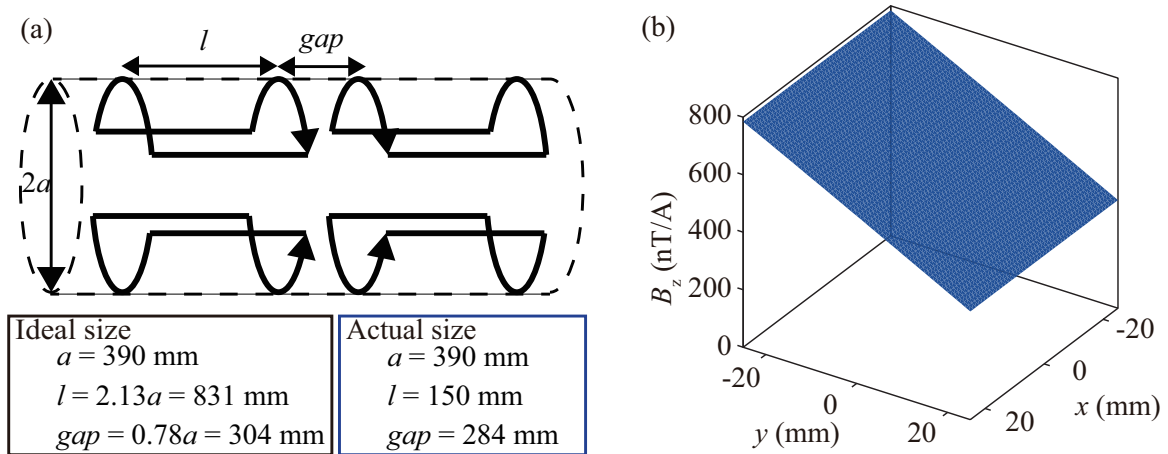 (a)
l
gap
2a
Ideal size
a = 390 mm
l = 2.13a = 831 mm
gap = 0.78a = 304 mm
Actual size
a = 390 mm
l = 150 mm
gap = 284 mm
(b)
800
600
400
200
0
B_z (nT/A)
-20
0
20
y (mm)
-20
0
20
x (mm)